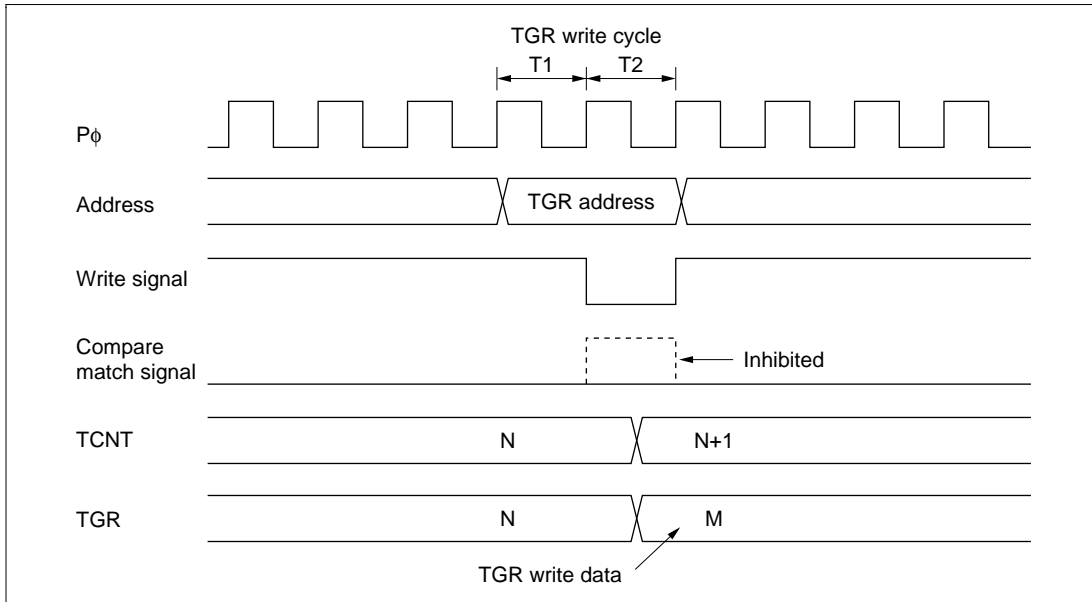 TGR write cycle
T1 T2
Pφ
Address
TGR address
Write signal
Compare
match signal
Inhibited
TCNT
N
N+1
TGR
N
M
TGR write data